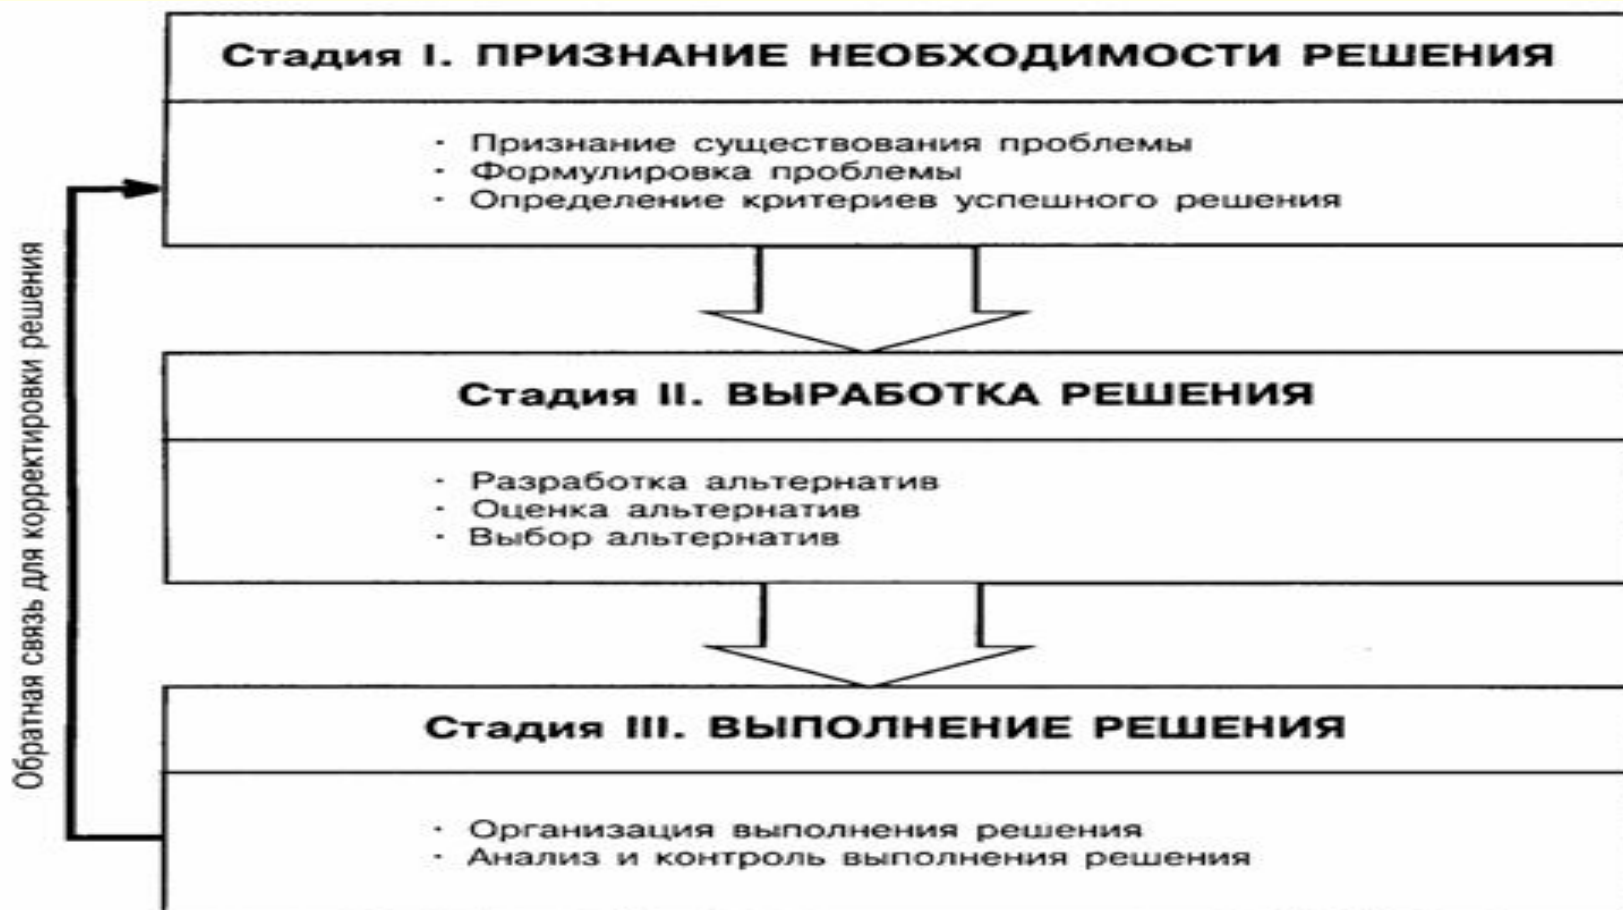 Стадия I. ПРИЗНАНИЕ НЕОБХОДИМОСТИ РЕШЕНИЯ
· Признание существования проблемы
· Формулировка проблемы
· Определение критериев успешного решения
Обратная связь для корректировки решения
Стадия II. ВЫРАБОТКА РЕШЕНИЯ
· Разработка альтернатив
· Оценка альтернатив
· Выбор альтернатив
Стадия III. ВЫПОЛНЕНИЕ РЕШЕНИЯ
· Организация выполнения решения
· Анализ и контроль выполнения решения